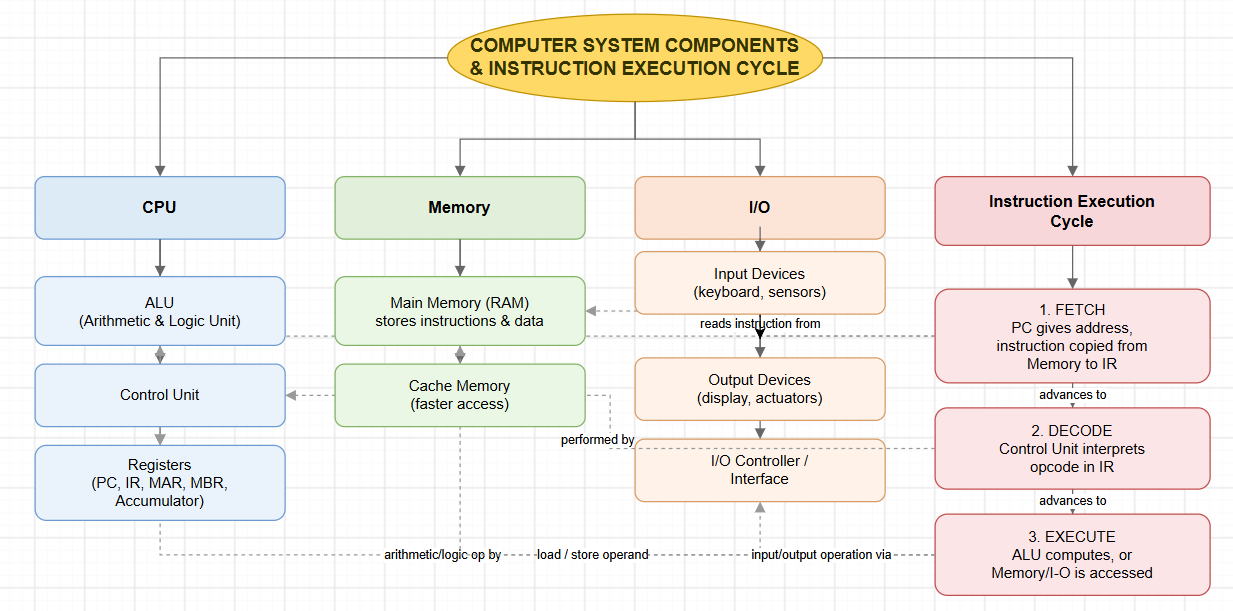 COMPUTER SYSTEM COMPONENTS
& INSTRUCTION EXECUTION CYCLE
CPU
Memory
I/O
Instruction Execution
Cycle
ALU
(Arithmetic & Logic Unit)
Control Unit
Registers
(PC, IR, MAR, MBR,
Accumulator)
Main Memory (RAM)
stores instructions & data
Cache Memory
(faster access)
Input Devices
(keyboard, sensors)
reads instruction from
Output Devices
(display, actuators)
performed by
I/O Controller /
Interface
1. FETCH
PC gives address,
instruction copied from
Memory to IR
advances to
2. DECODE
Control Unit interprets
opcode in IR
advances to
3. EXECUTE
ALU computes, or
Memory/I-O is accessed
arithmetic/logic op by
load / store operand
input/output operation via